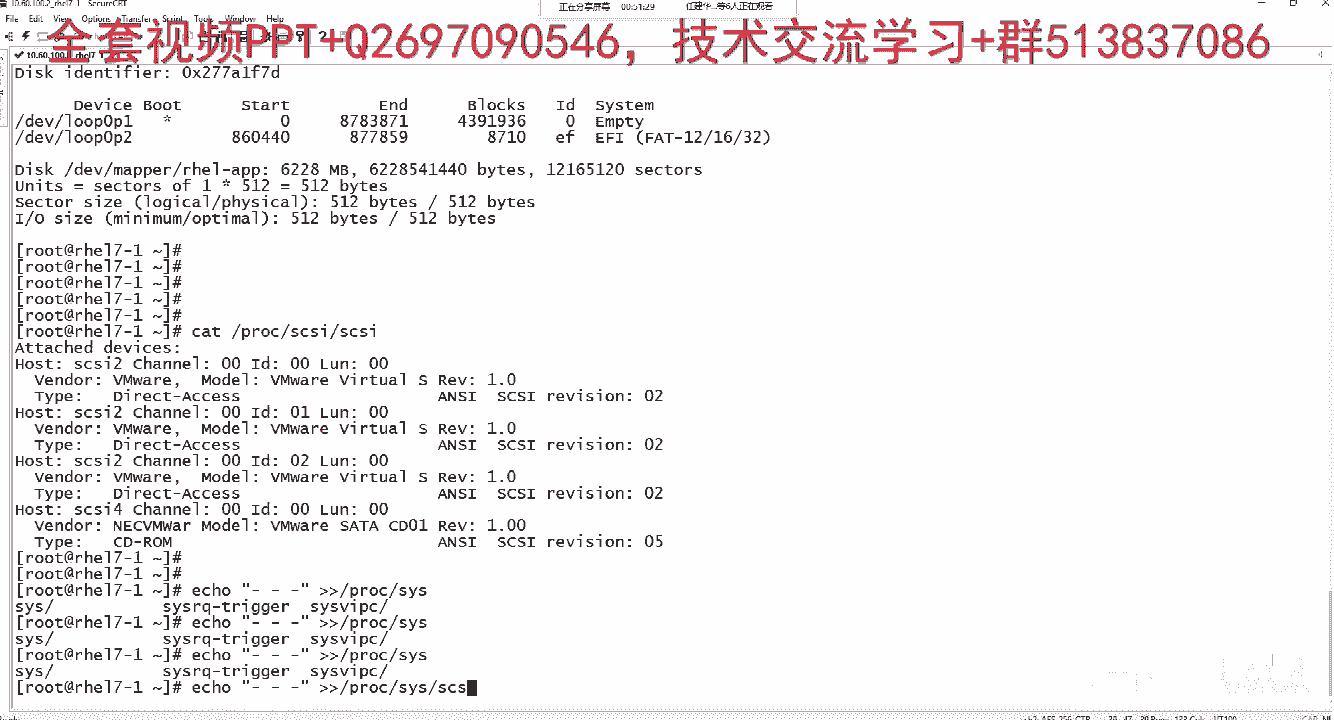 10.60.100.2_rhel7_1 - SecureCRT
正在分享屏幕 00:51:29 任建华...等6人正在观看
File Edit View Options Transfer Script Tools Window Help
全套视频PPT+Q2697090546，技术交流学习+群513837086
Disk identifier: 0x277a1f7d
Device Boot Start End Blocks Id System
/dev/loop0p1 * 0 8783871 4391936 0 Empty
/dev/loop0p2 860440 877859 8710 ef EFI (FAT-12/16/32)
Disk /dev/mapper/rhel-app: 6228 MB, 6228541440 bytes, 12165120 sectors
Units = sectors of 1 * 512 = 512 bytes
Sector size (logical/physical): 512 bytes / 512 bytes
I/O size (minimum/optimal): 512 bytes / 512 bytes
[root@rhel7-1 ~]#
[root@rhel7-1 ~]#
[root@rhel7-1 ~]#
[root@rhel7-1 ~]#
[root@rhel7-1 ~]#
[root@rhel7-1 ~]# cat /proc/scsi/scsi
Attached devices:
Host: scsi2 Channel: 00 Id: 00 Lun: 00
Vendor: VMware, Model: VMware Virtual S Rev: 1.0
Type: Direct-Access ANSI SCSI revision: 02
Host: scsi2 Channel: 00 Id: 01 Lun: 00
Vendor: VMware, Model: VMware Virtual S Rev: 1.0
Type: Direct-Access ANSI SCSI revision: 02
Host: scsi2 Channel: 00 Id: 02 Lun: 00
Vendor: VMware, Model: VMware Virtual S Rev: 1.0
Type: Direct-Access ANSI SCSI revision: 02
Host: scsi4 Channel: 00 Id: 00 Lun: 00
Vendor: NECVMWar Model: VMware SATA CD01 Rev: 1.00
Type: CD-ROM ANSI SCSI revision: 05
[root@rhel7-1 ~]#
[root@rhel7-1 ~]#
[root@rhel7-1 ~]# echo "- - -" >>/proc/sys
sys/ sysrq-trigger sysvipc/
[root@rhel7-1 ~]# echo "- - -" >>/proc/sys
sys/ sysrq-trigger sysvipc/
[root@rhel7-1 ~]# echo "- - -" >>/proc/sys
sys/ sysrq-trigger sysvipc/
[root@rhel7-1 ~]# echo "- - -" >>/proc/sys/scs